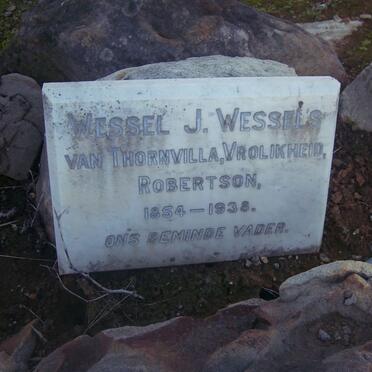 WESSEL J. WESSELS
VAN THORNVILLA, VROLIKHEID,
ROBERTSON,
1854 — 1938.
ONS BEMINDE VADER.